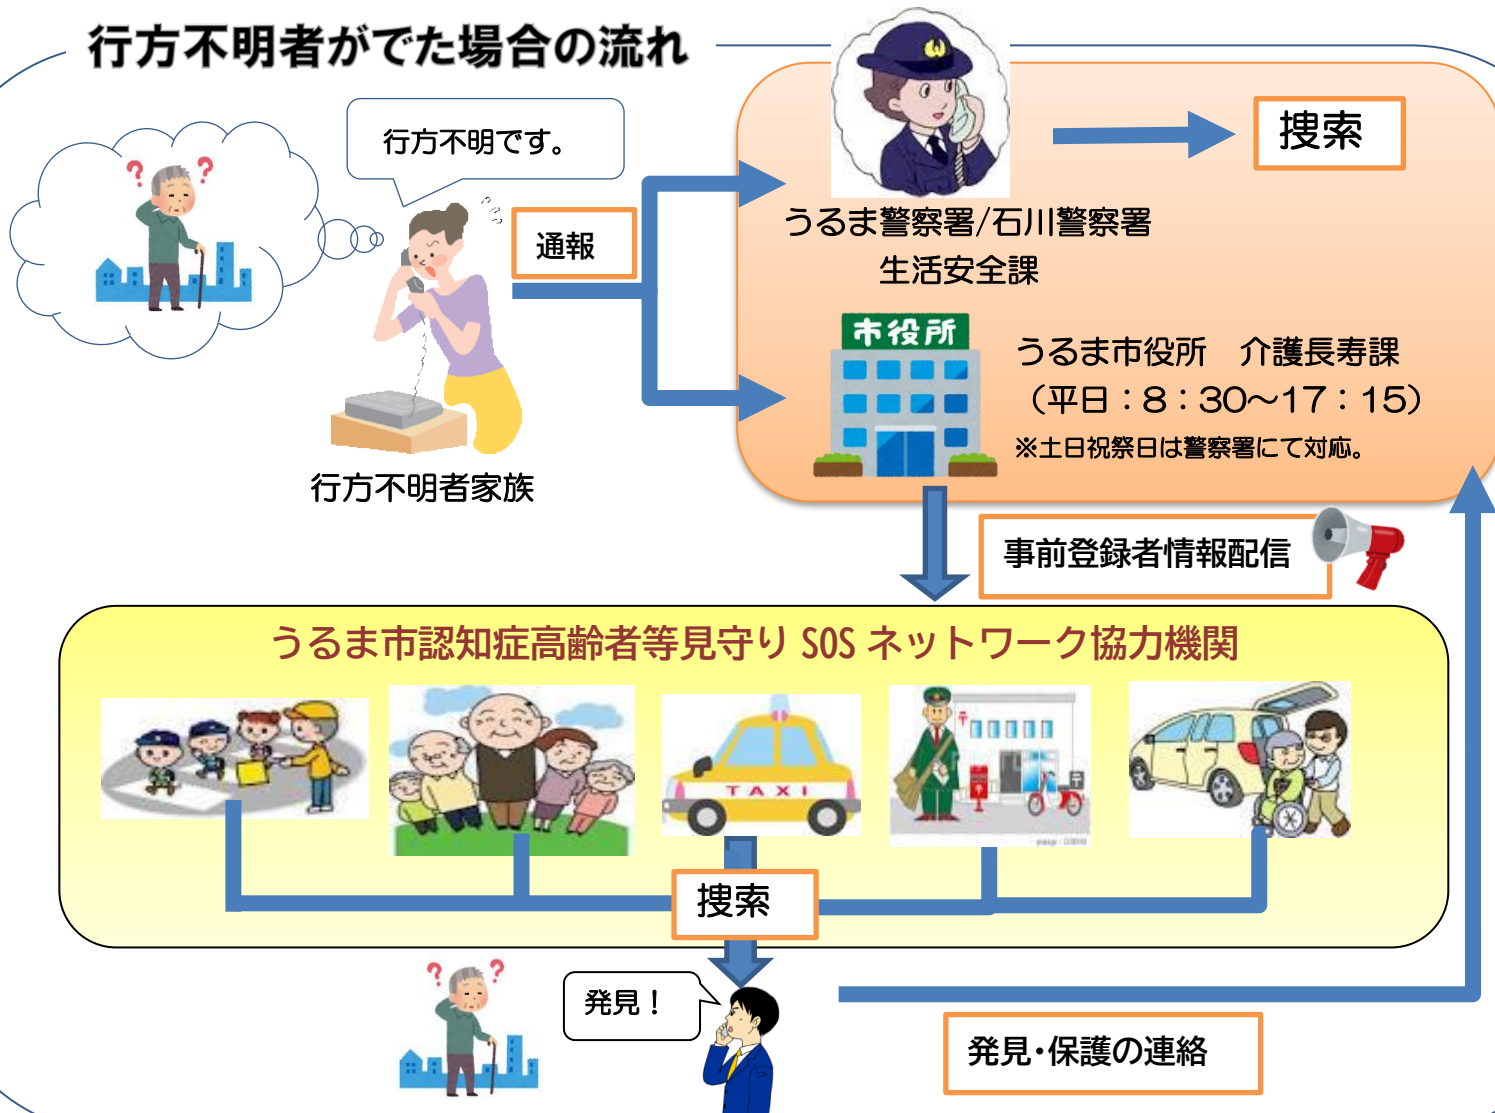 行方不明者がでた場合の流れ
行方不明です。
通報
捜索
うるま警察署/石川警察署
生活安全課
市役所
うるま市役所　介護長寿課
（平日：8：30～17：15）
※土日祝祭日は警察署にて対応。
行方不明者家族
事前登録者情報配信
うるま市認知症高齢者等見守り SOS ネットワーク協力機関
TAXI
捜索
発見！
発見・保護の連絡